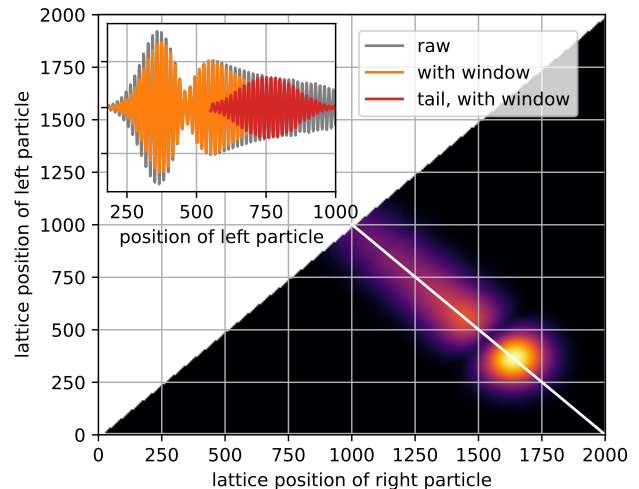 2000
1750
1500
1250
1000
750
500
250
0
lattice position of left particle
raw
with window
tail, with window
250 500 750 1000
position of left particle
0 250 500 750 1000 1250 1500 1750 2000
lattice position of right particle